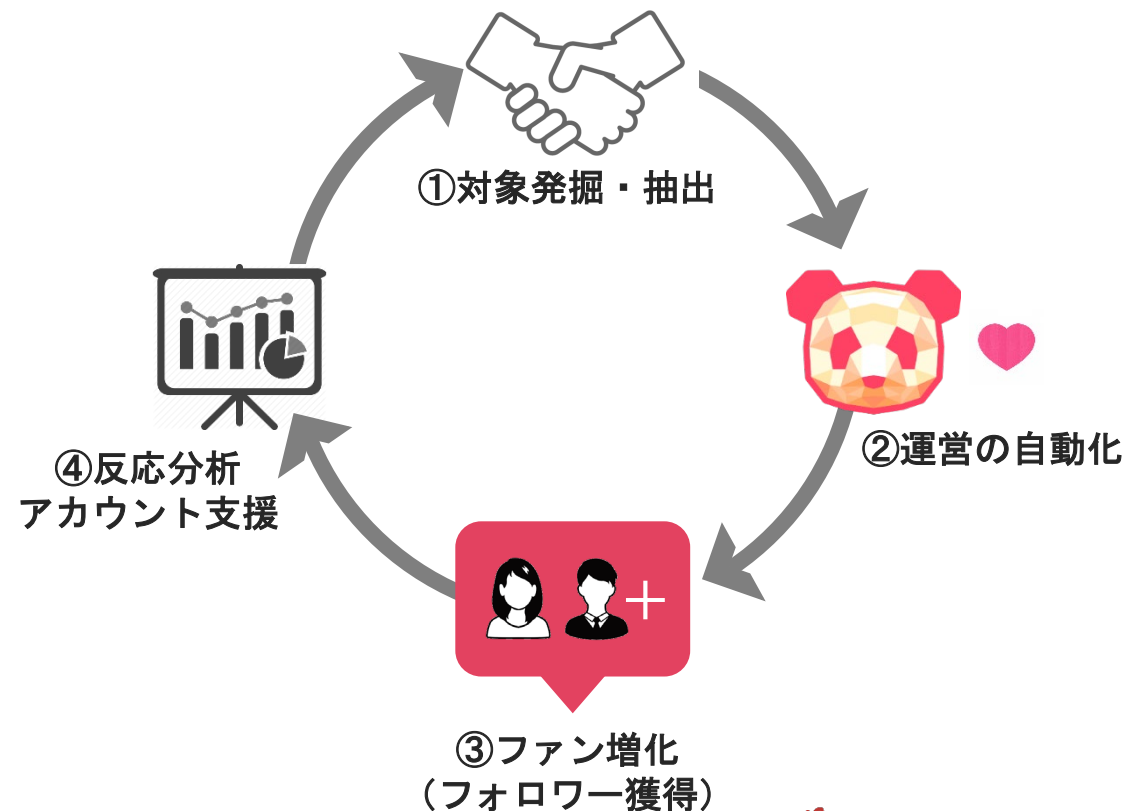 ①対象発掘・抽出
②運営の自動化
③ファン増化
（フォロワー獲得）
④反応分析
アカウント支援